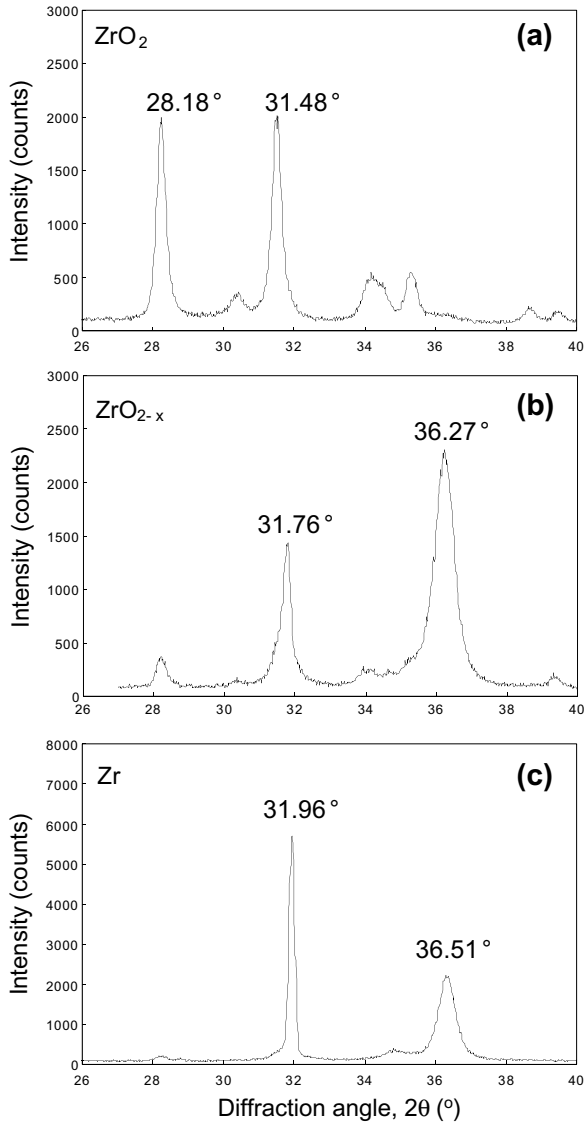 3000
ZrO2 (a)
2500
28.18° 31.48°
2000
1500
1000
500
0
26 28 30 32 34 36 38 40
Intensity (counts)
3000
ZrO2-x (b)
36.27°
2500
2000
31.76°
1500
1000
500
0
26 28 30 32 34 36 38 40
Intensity (counts)
8000
Zr (c)
7000
31.96°
6000
5000
4000
36.51°
3000
2000
1000
0
26 28 30 32 34 36 38 40
Intensity (counts)
Diffraction angle, 2θ (°)